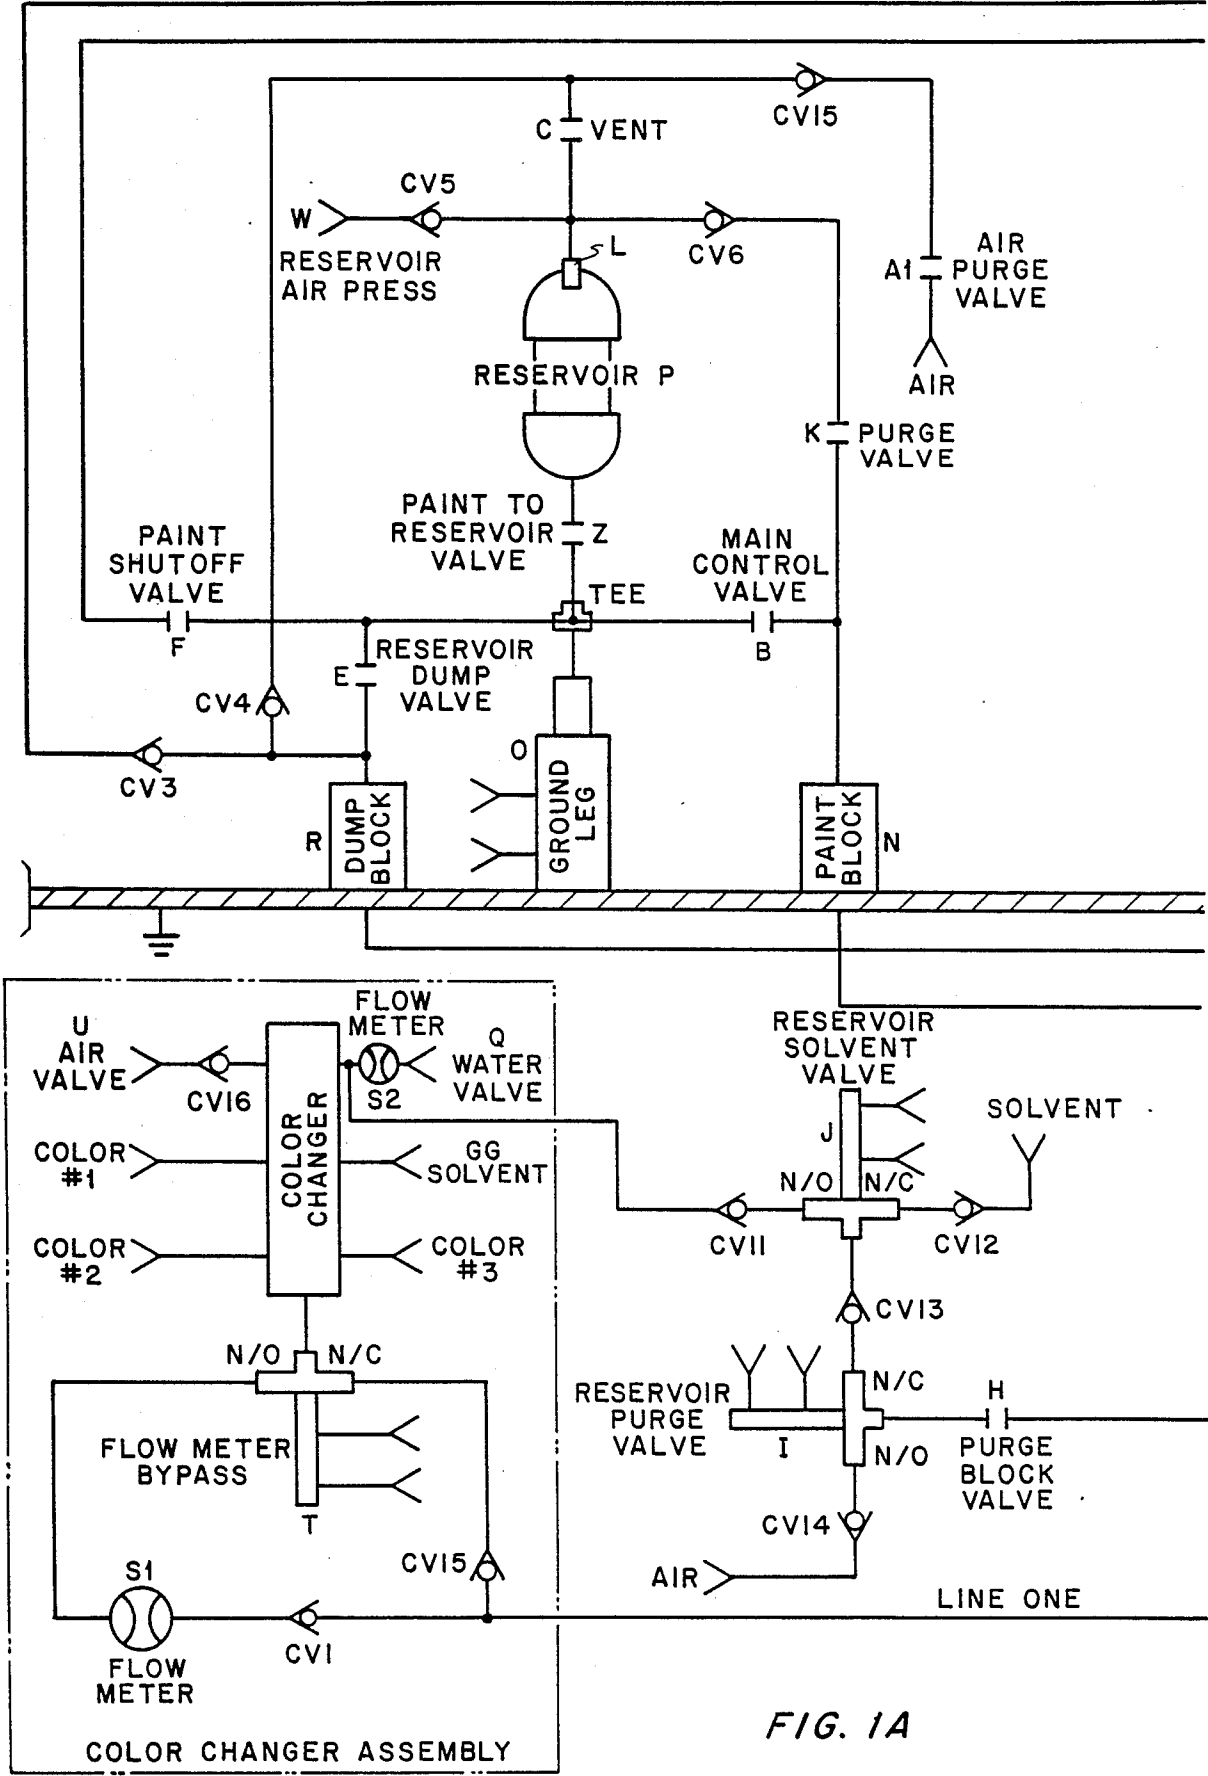 CV15
C VENT
CV5
W
RESERVOIR
AIR PRESS
L
CV6
A1
AIR
PURGE
VALVE
AIR
RESERVOIR P
K
PURGE
VALVE
PAINT TO
RESERVOIR
VALVE
Z
PAINT
SHUTOFF
VALVE
F
TEE
MAIN
CONTROL
VALVE
B
E
RESERVOIR
DUMP
VALVE
CV4
CV3
O
GROUND
LEG
R
DUMP
BLOCK
PAINT
BLOCK
N
U
AIR
VALVE
CV16
FLOW
METER
S2
Q
WATER
VALVE
COLOR
CHANGER
COLOR
#1
GG
SOLVENT
COLOR
#2
COLOR
#3
RESERVOIR
SOLVENT
VALVE
J
N/O
N/C
SOLVENT
CV11
CV12
CV13
N/O
N/C
FLOW METER
BYPASS
T
RESERVOIR
PURGE
VALVE
I
N/C
N/O
H
PURGE
BLOCK
VALVE
CV14
AIR
CV15
S1
FLOW
METER
CV1
LINE ONE
COLOR CHANGER ASSEMBLY
FIG. 1A